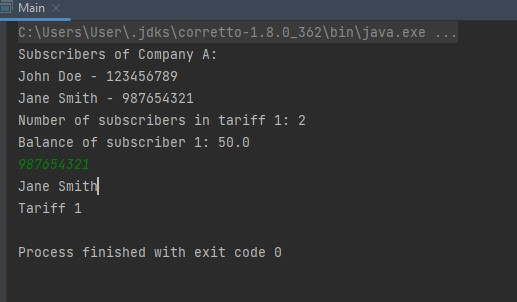 Main
C:\Users\User\.jdks\corretto-1.8.0_362\bin\java.exe ...
Subscribers of Company A:
John Doe - 123456789
Jane Smith - 987654321
Number of subscribers in tariff 1: 2
Balance of subscriber 1: 50.0
987654321
Jane Smith
Tariff 1
Process finished with exit code 0